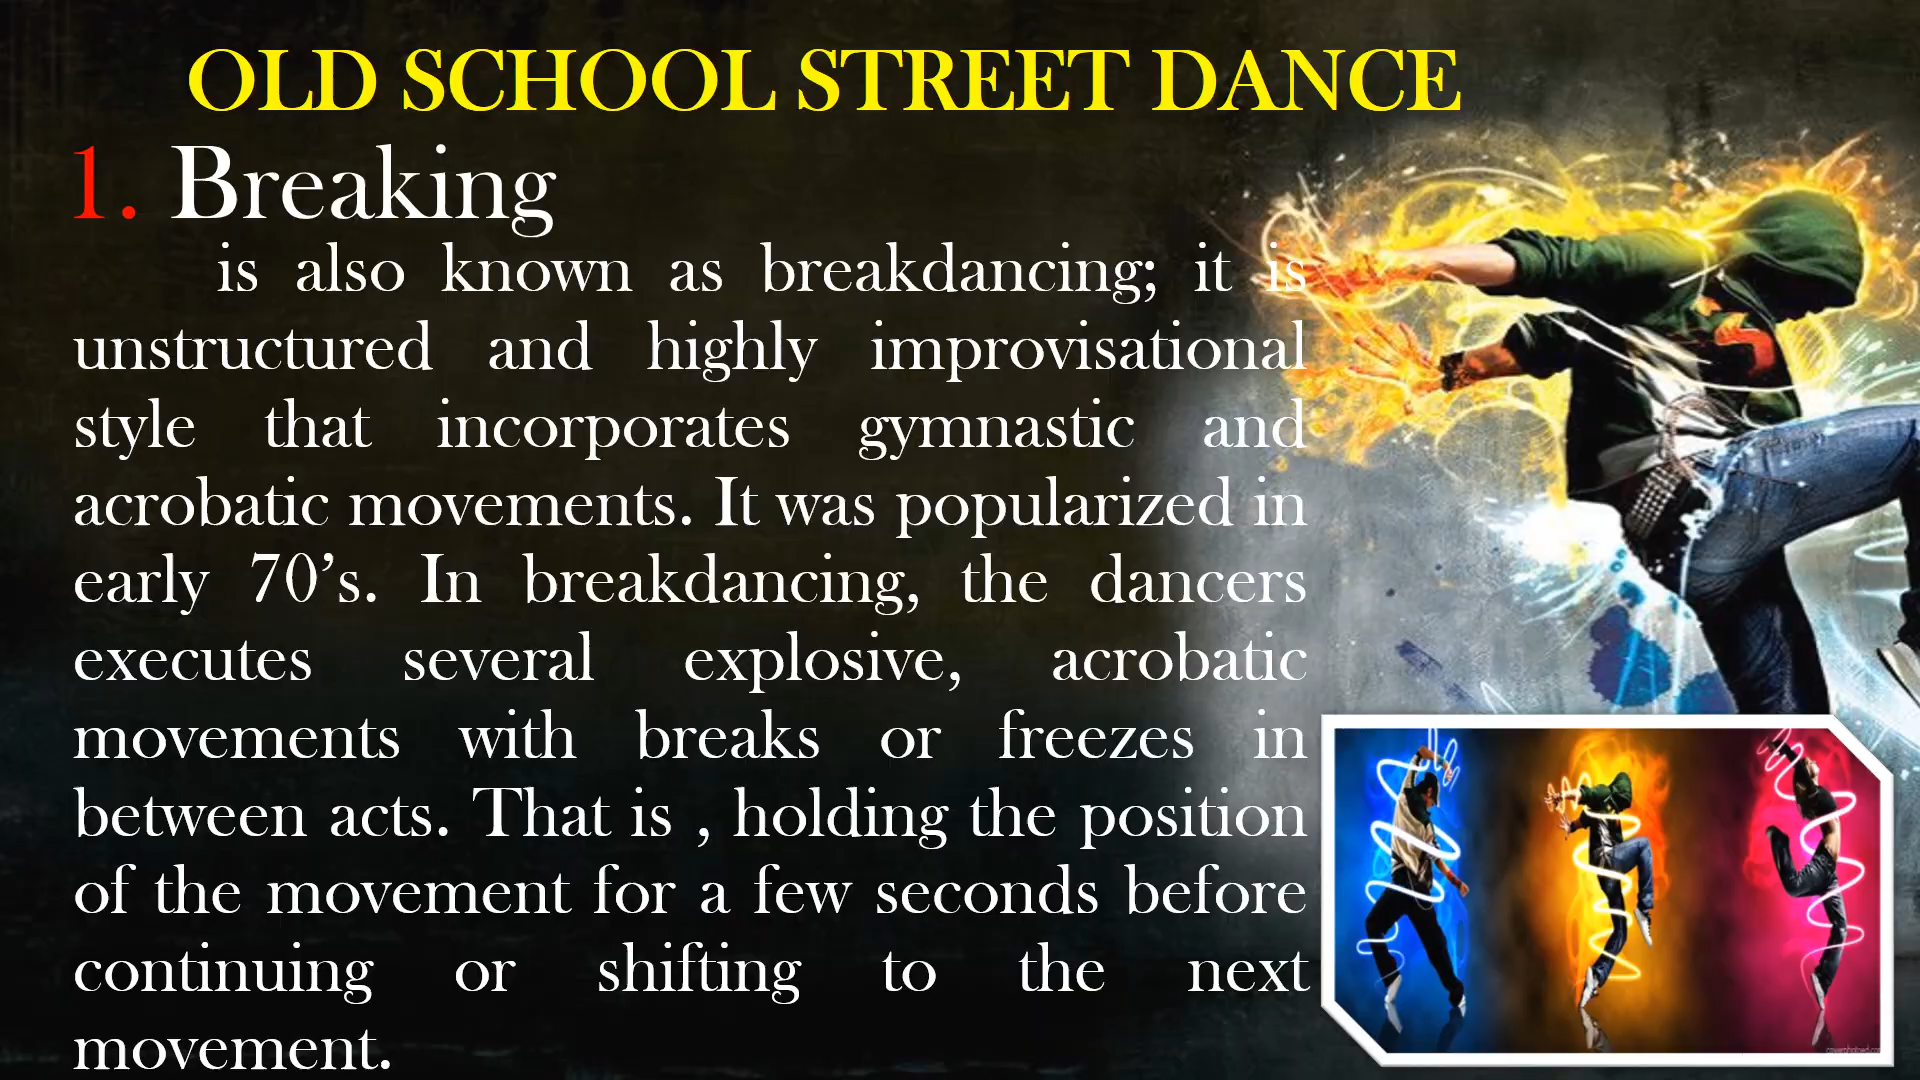 OLD SCHOOL STREET DANCE
1. Breaking
is also known as breakdancing; it is
unstructured and highly improvisational
style that incorporates gymnastic and
acrobatic movements. It was popularized in
early 70’s. In breakdancing, the dancers
executes several explosive, acrobatic
movements with breaks or freezes in
between acts. That is , holding the position
of the movement for a few seconds before
continuing or shifting to the next
movement.